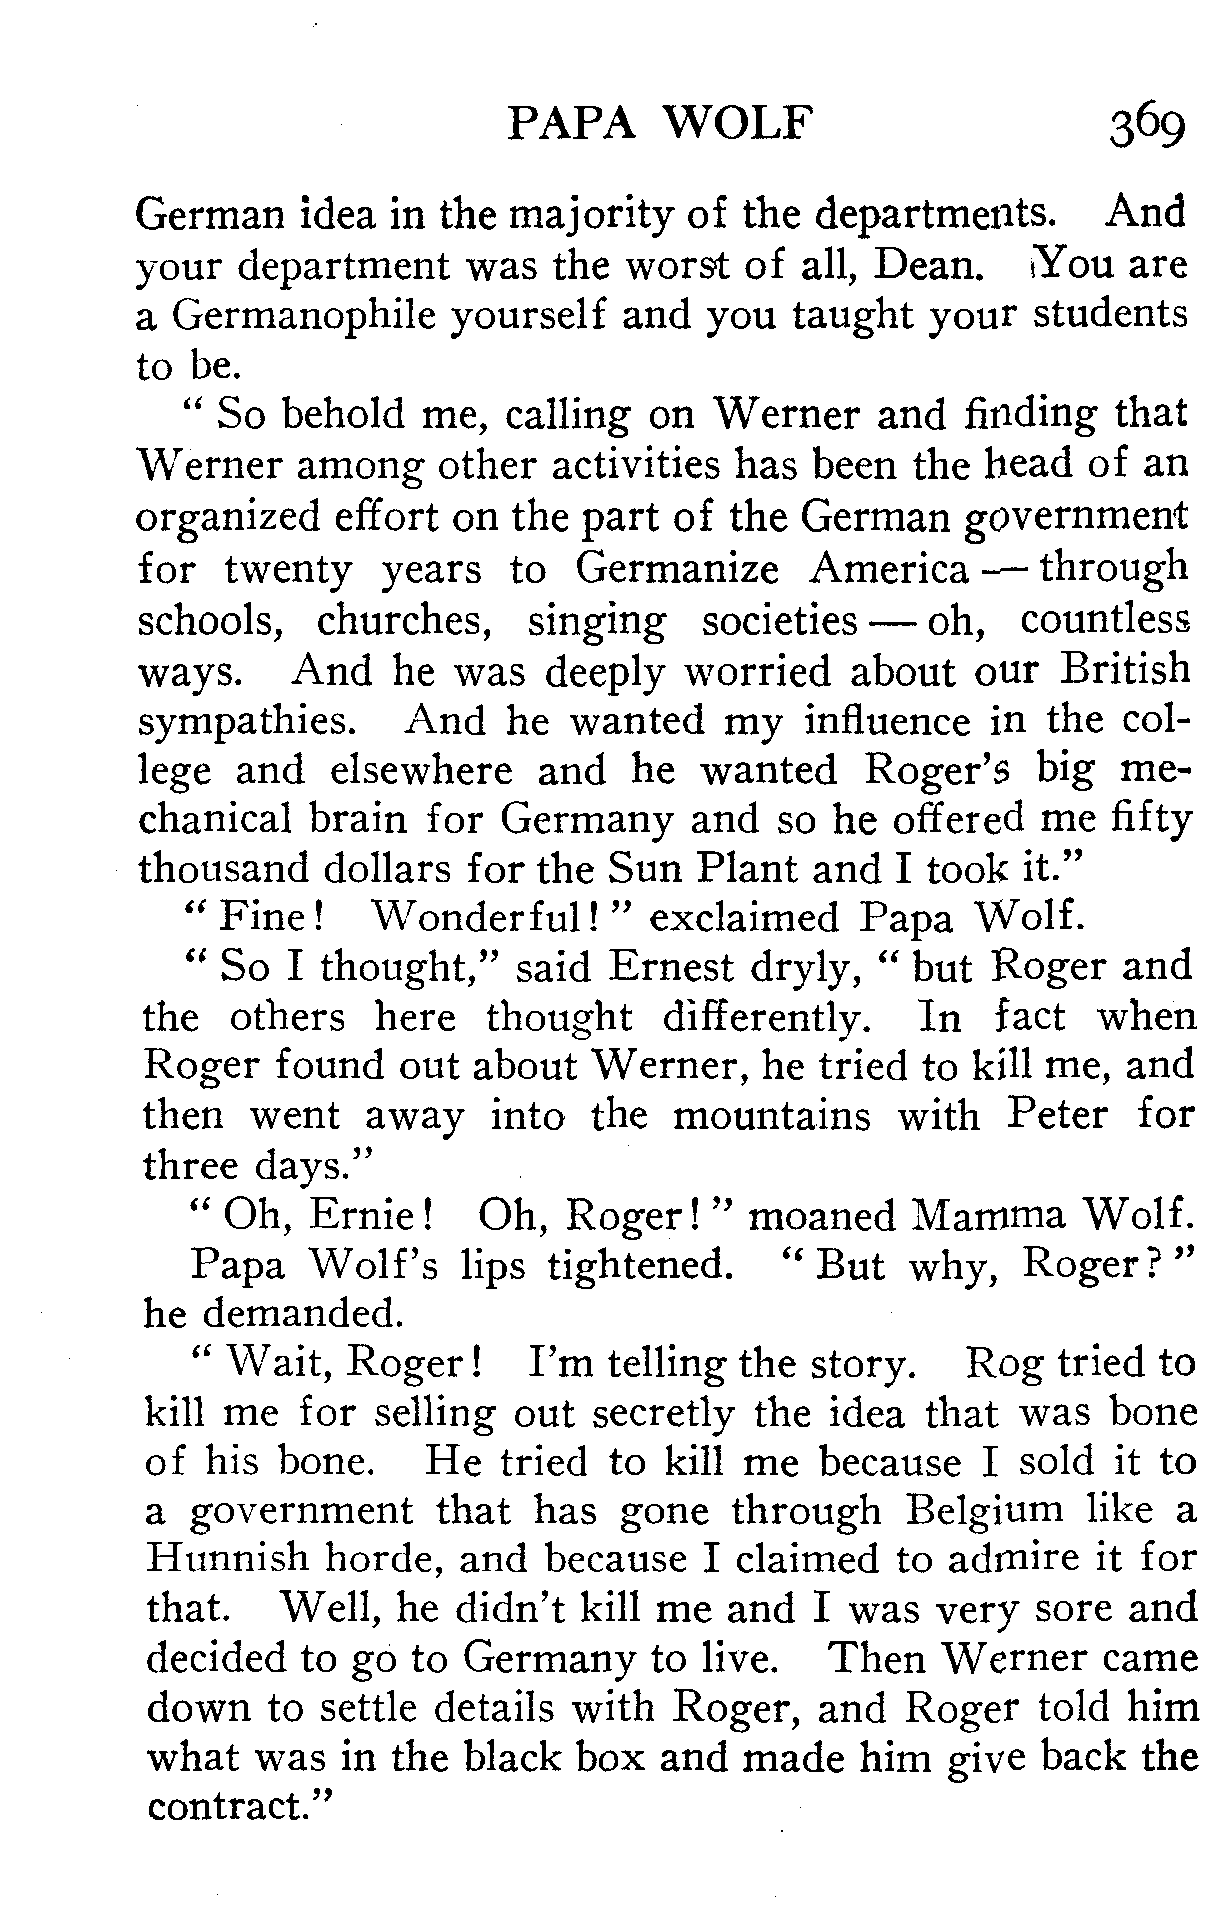 PAPA WOLF 369
German idea in the majority of the departments. And
your department was the worst of all, Dean. You are
a Germanophile yourself and you taught your students
to be.
" So behold me, calling on Werner and finding that
Werner among other activities has been the head of an
organized effort on the part of the German government
for twenty years to Germanize America — through
schools, churches, singing societies — oh, countless
ways. And he was deeply worried about our British
sympathies. And he wanted my influence in the col-
lege and elsewhere and he wanted Roger's big me-
chanical brain for Germany and so he offered me fifty
thousand dollars for the Sun Plant and I took it."
" Fine! Wonderful! " exclaimed Papa Wolf.
" So I thought," said Ernest dryly, " but Roger and
the others here thought differently. In fact when
Roger found out about Werner, he tried to kill me, and
then went away into the mountains with Peter for
three days."
" Oh, Ernie! Oh, Roger! " moaned Mamma Wolf.
Papa Wolf's lips tightened. " But why, Roger? "
he demanded.
" Wait, Roger! I'm telling the story. Rog tried to
kill me for selling out secretly the idea that was bone
of his bone. He tried to kill me because I sold it to
a government that has gone through Belgium like a
Hunnish horde, and because I claimed to admire it for
that. Well, he didn't kill me and I was very sore and
decided to go to Germany to live. Then Werner came
down to settle details with Roger, and Roger told him
what was in the black box and made him give back the
contract."